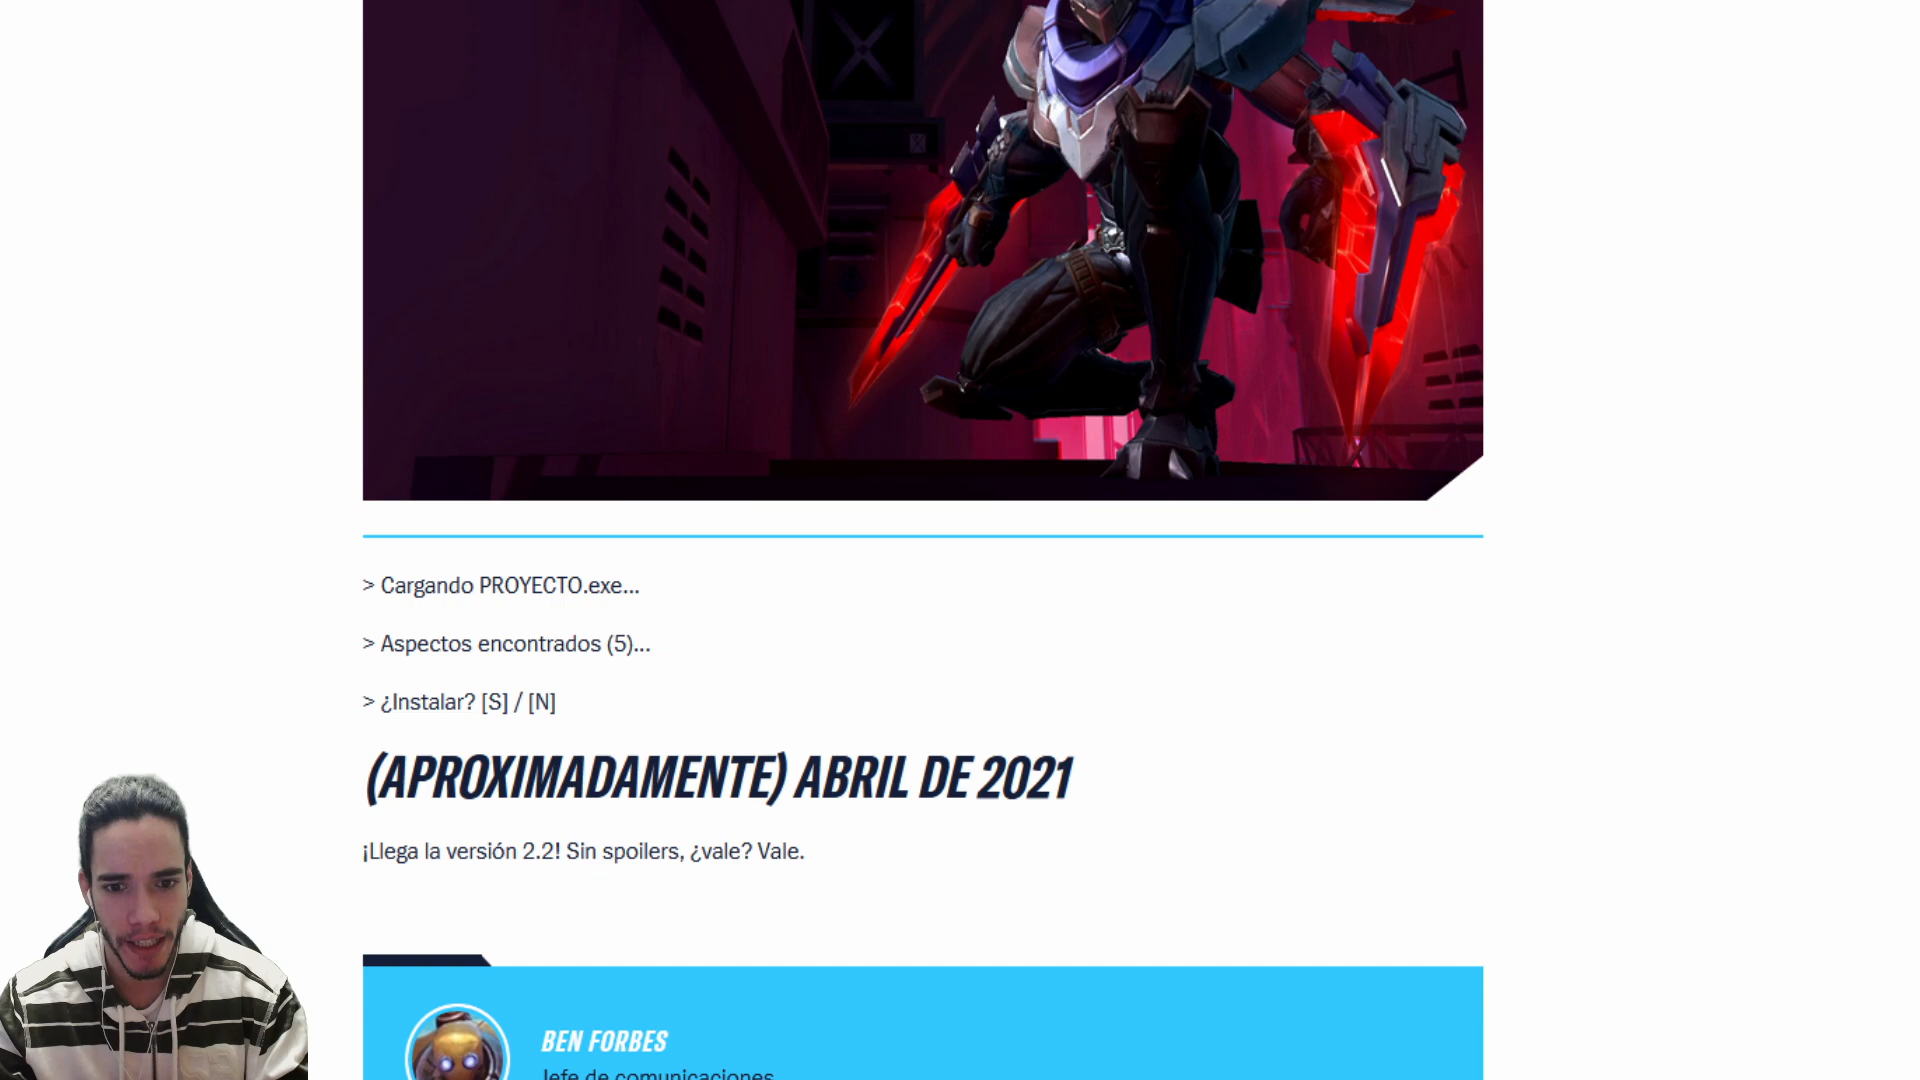 > Cargando PROYECTO.exe...
> Aspectos encontrados (5)...
> ¿Instalar? [S] / [N]
(APROXIMADAMENTE) ABRIL DE 2021
¡Llega la versión 2.2! Sin spoilers, ¿vale? Vale.
BEN FORBES
Jefe de comunicaciones